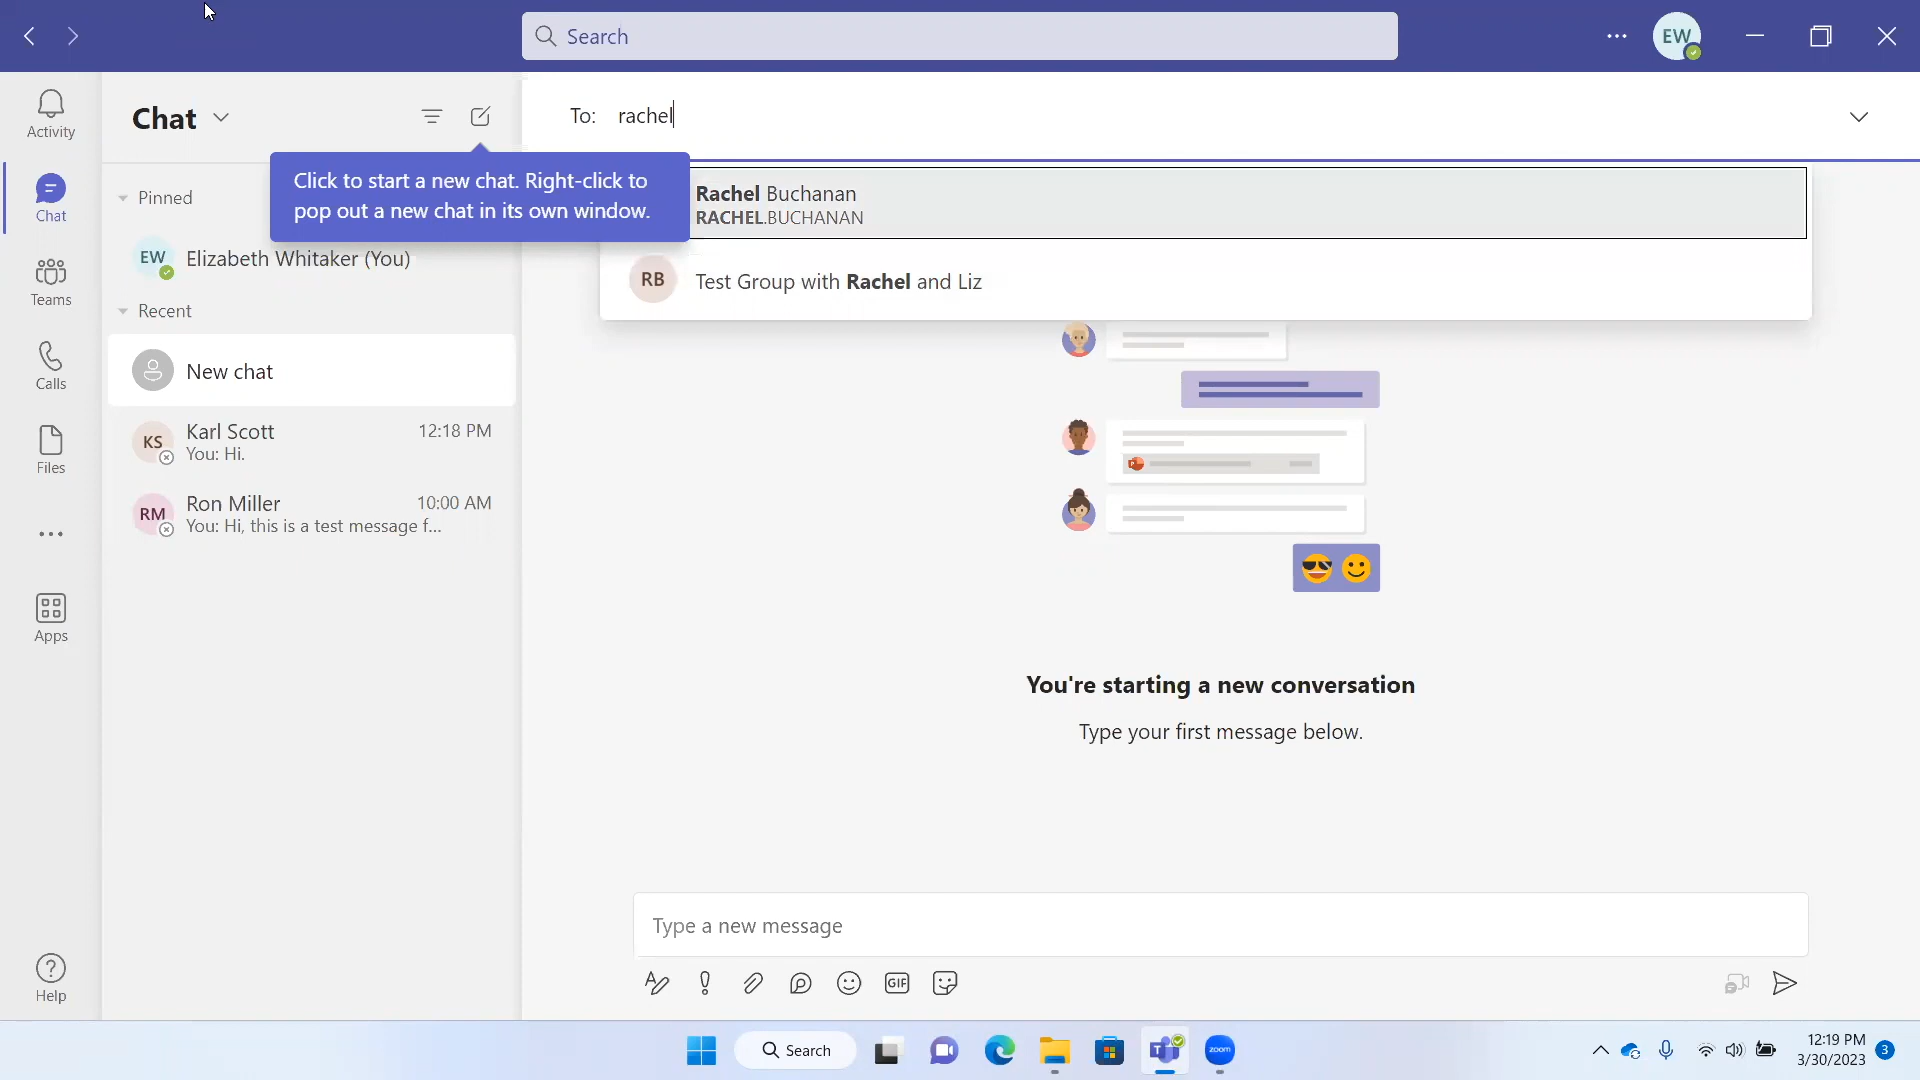 Search
EW
Activity
Chat
Teams
Calls
Files
Apps
Help
Chat
Click to start a new chat. Right-click to
pop out a new chat in its own window.
Pinned
EW
Elizabeth Whitaker (You)
Recent
New chat
KS
Karl Scott
12:18 PM
You: Hi.
RM
Ron Miller
10:00 AM
You: Hi, this is a test message f...
To: rachel
Rachel Buchanan
RACHEL.BUCHANAN
RB
Test Group with Rachel and Liz
P
You're starting a new conversation
Type your first message below.
Type a new message
GIF
Search
T
zoom
12:19 PM
3/30/2023
3